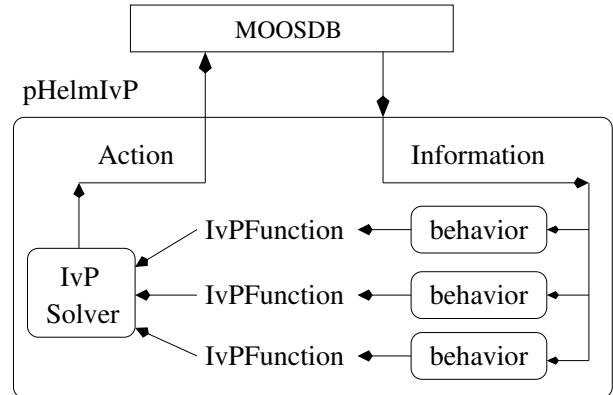 MOOSDB
pHelmIvP
Action
Information
IvPFunction
behavior
IvP
Solver
IvPFunction
behavior
IvPFunction
behavior